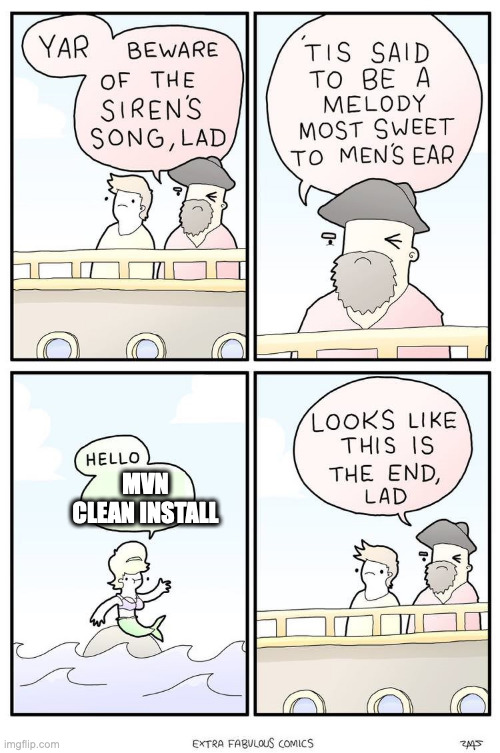 YAR
BEWARE
OF THE
SIREN'S
SONG, LAD
'TIS SAID
TO BE A
MELODY
MOST SWEET
TO MEN'S EAR
HELLO
MVN
CLEAN INSTALL
LOOKS LIKE
THIS IS
THE END,
LAD
imgflip.com
EXTRA FABULOUS COMICS